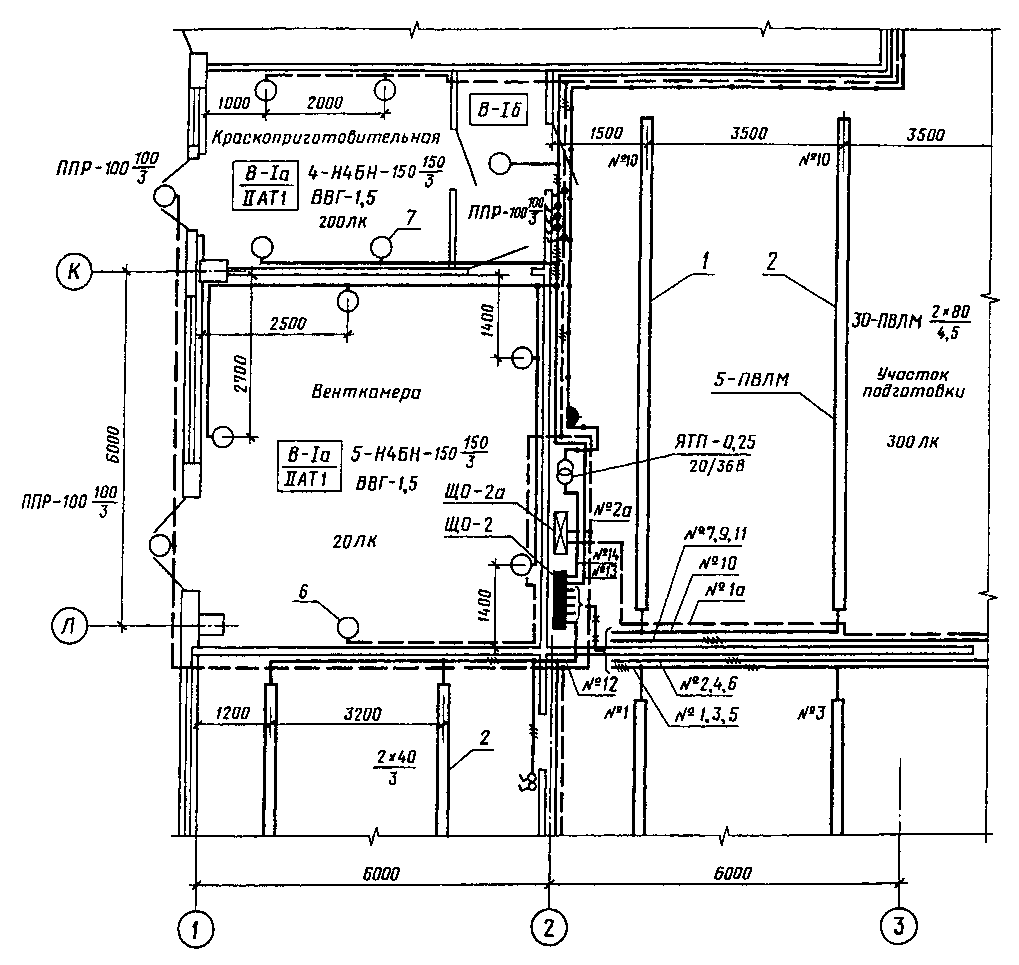 1000
2000
В-Iб
1500
3500
3500
№10
№10
Краскоприготовительная
ППР-100 100/3
В-Iа
IIАТ1
4-Н4БН-150 150/3
ВВГ-1,5
200лк
ППР-100 100/3
7
К
1
2
2500
1400
2700
30-ПВЛМ 2×80/4,5
5-ПВЛМ
Участок
подготовки
300 лк
Венткамера
6000
В-Iа
IIАТ1
5-Н4БН-150 150/3
ВВГ-1,5
ЯТП-0,25
20/36В
ППР-100 100/3
ЩО-2а
№2а
ЩО-2
20лк
№7,9,11
№14
№13
№10
№1а
6
1400
Л
№12
№2,4,6
№1
№1,3,5
№3
1200
3200
2×40/3
2
6000
6000
1
2
3